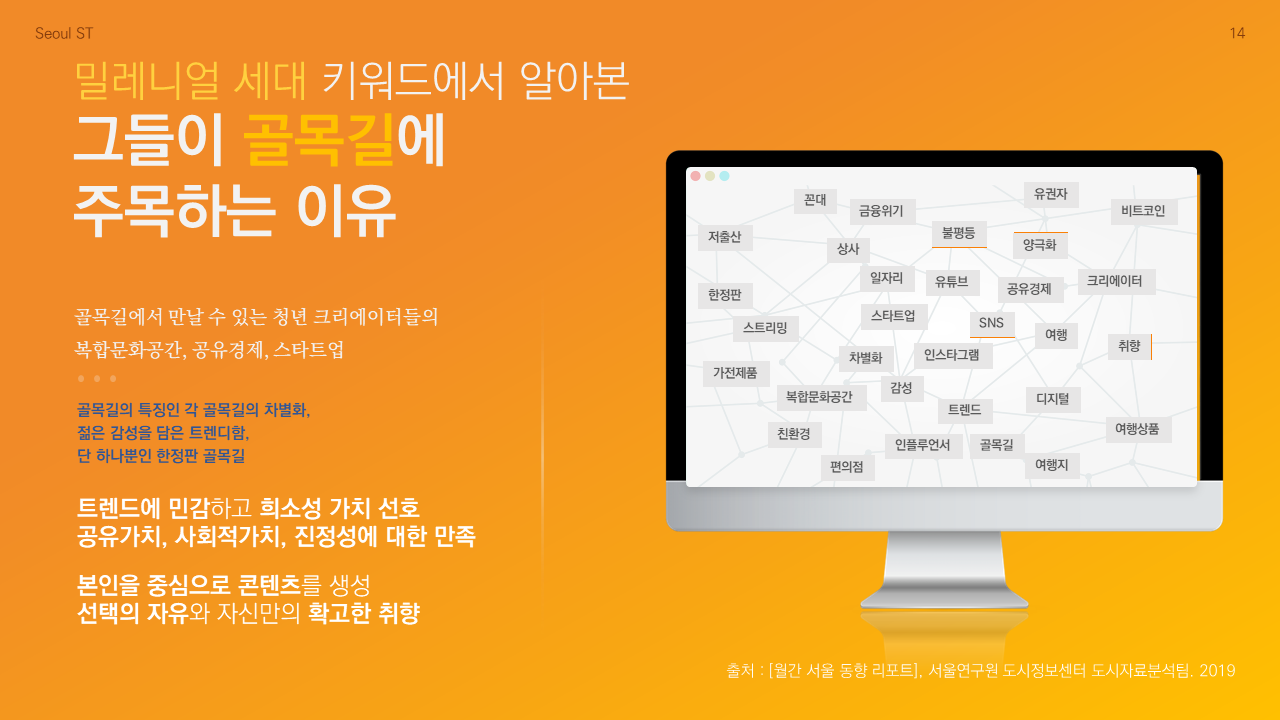 Seoul ST
14
밀레니얼 세대 키워드에서 알아본
그들이 골목길에
주목하는 이유
골목길에서 만날 수 있는 청년 크리에이터들의
복합문화공간, 공유경제, 스타트업
골목길의 특징인 각 골목길의 차별화,
젊은 감성을 담은 트렌디함,
단 하나뿐인 한정판 골목길
트렌드에 민감하고 희소성 가치 선호
공유가치, 사회적가치, 진정성에 대한 만족
본인을 중심으로 콘텐츠를 생성
선택의 자유와 자신만의 확고한 취향
꼰대
금융위기
유권자
비트코인
저출산
상사
불평등
양극화
일자리
유튜브
공유경제
크리에이터
한정판
스트리밍
스타트업
SNS
여행
취향
차별화
인스타그램
가전제품
복합문화공간
감성
트렌드
디지털
친환경
인플루언서
골목길
여행상품
편의점
여행지
출처 : [월간 서울 동향 리포트], 서울연구원 도시정보센터 도시자료분석팀. 2019